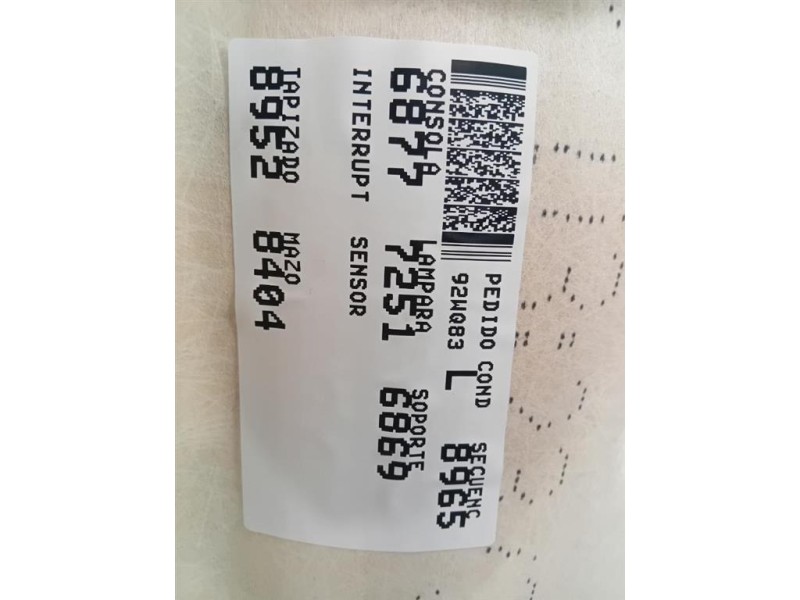 PEDIDO COND SECUENC
92WQ83 L 8965
CONSOLA LAMPARA SOPORTE
6877 7251 6869
INTERRUPT SENSOR
TAPIZADO MAZO
8952 8404